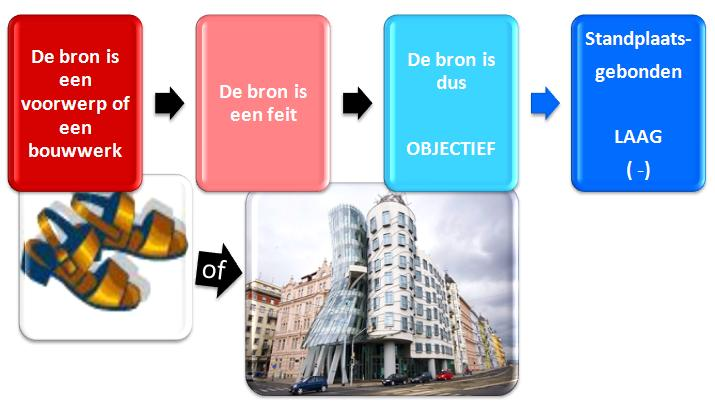 De bron is
een
voorwerp of
een
bouwwerk
De bron is
een feit
De bron is
dus
OBJECTIEF
Standplaats-
gebonden
LAAG
( -)
of